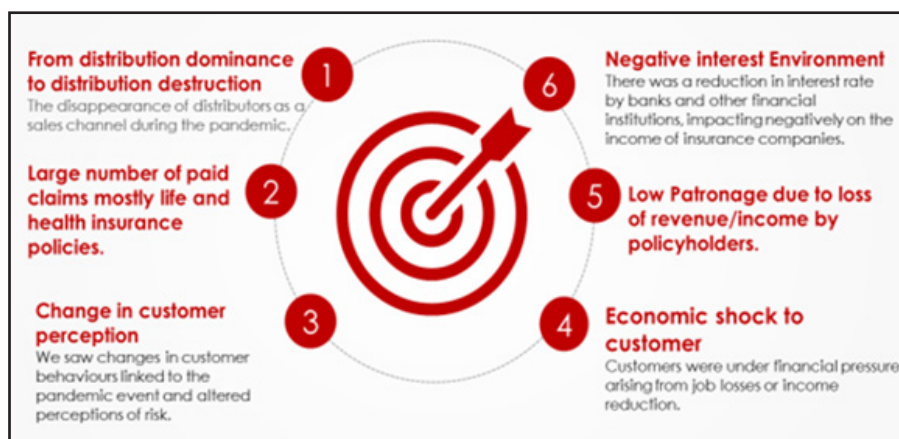 From distribution dominance
to distribution destruction
The disappearance of distributors as a
sales channel during the pandemic.
1
Large number of paid
claims mostly life and
health insurance
policies.
2
Change in customer
perception
We saw changes in customer
behaviours linked to the
pandemic event and altered
perceptions of risk.
3
Economic shock to
customer
Customers were under financial pressure
arising from job losses or income
reduction.
4
Low Patronage due to loss
of revenue/income by
policyholders.
5
Negative interest Environment
There was a reduction in interest rate
by banks and other financial
institutions, impacting negatively on the
income of insurance companies.
6